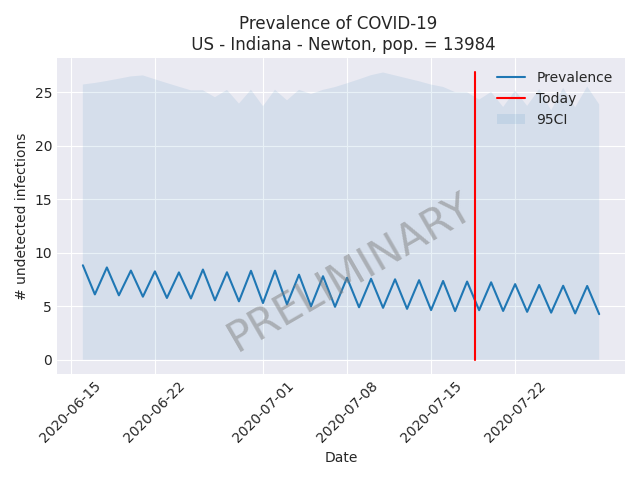 Prevalence of COVID-19
US - Indiana - Newton, pop. = 13984
Prevalence
Today
95CI
# undetected infections
25
20
15
10
5
0
PRELIMINARY
2020-06-15
2020-06-22
2020-07-01
2020-07-08
2020-07-15
2020-07-22
Date